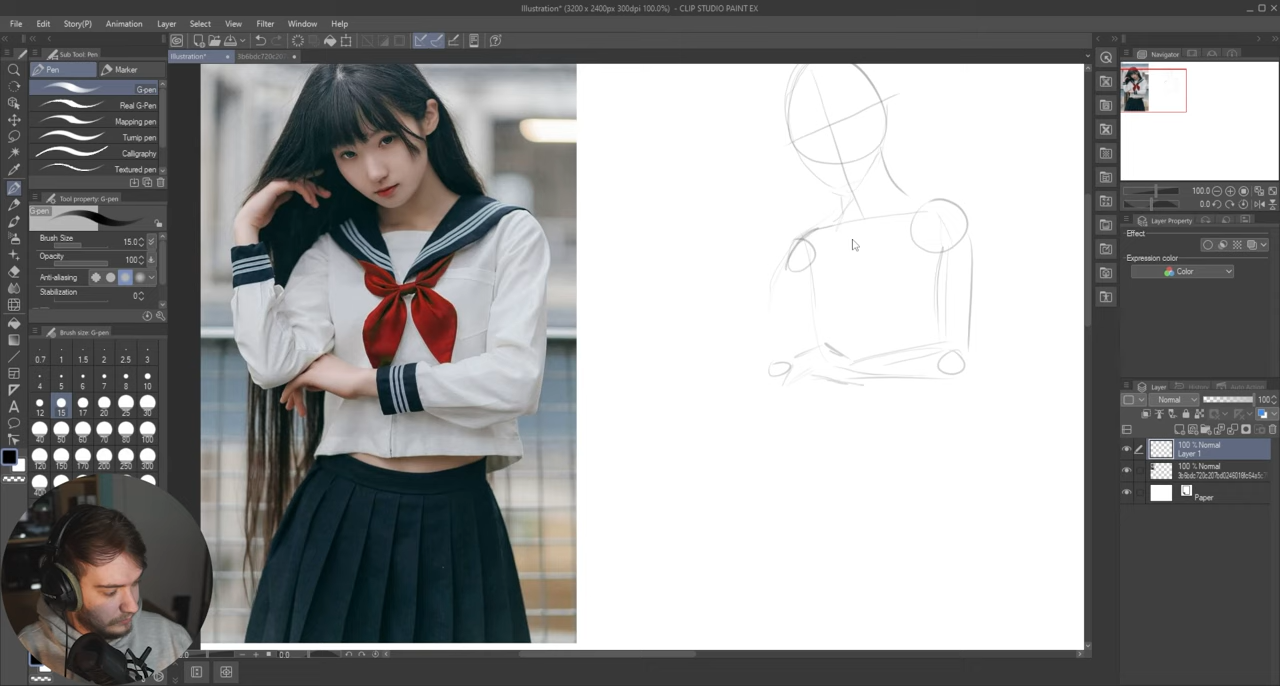 Illustration* (3200 x 2400px 300dpi 100.0%) - CLIP STUDIO PAINT EX
File Edit Story(P) Animation Layer Select View Filter Window Help
Sub Tool: Pen
Illustration*
Navigator
Pen Marker
G-pen
Real G-Pen
Mapping pen
Turnip pen
Calligraphy
Textured pen
Tool property: G-pen
G-pen
Brush Size 15.0
Opacity 100
Anti-aliasing
Stabilization 0
Brush size: G-pen
0.7 1 1.5 2 2.5 3
4 5 6 7 8 10
12 15 17 20 25 30
40 50 60 70 80 100
120 150 170 200 250 300
100.0
0.0
Layer Property
Effect
Expression color
Color
Layer
Normal 100
100 % Normal
Layer 1
100 % Normal
Paper